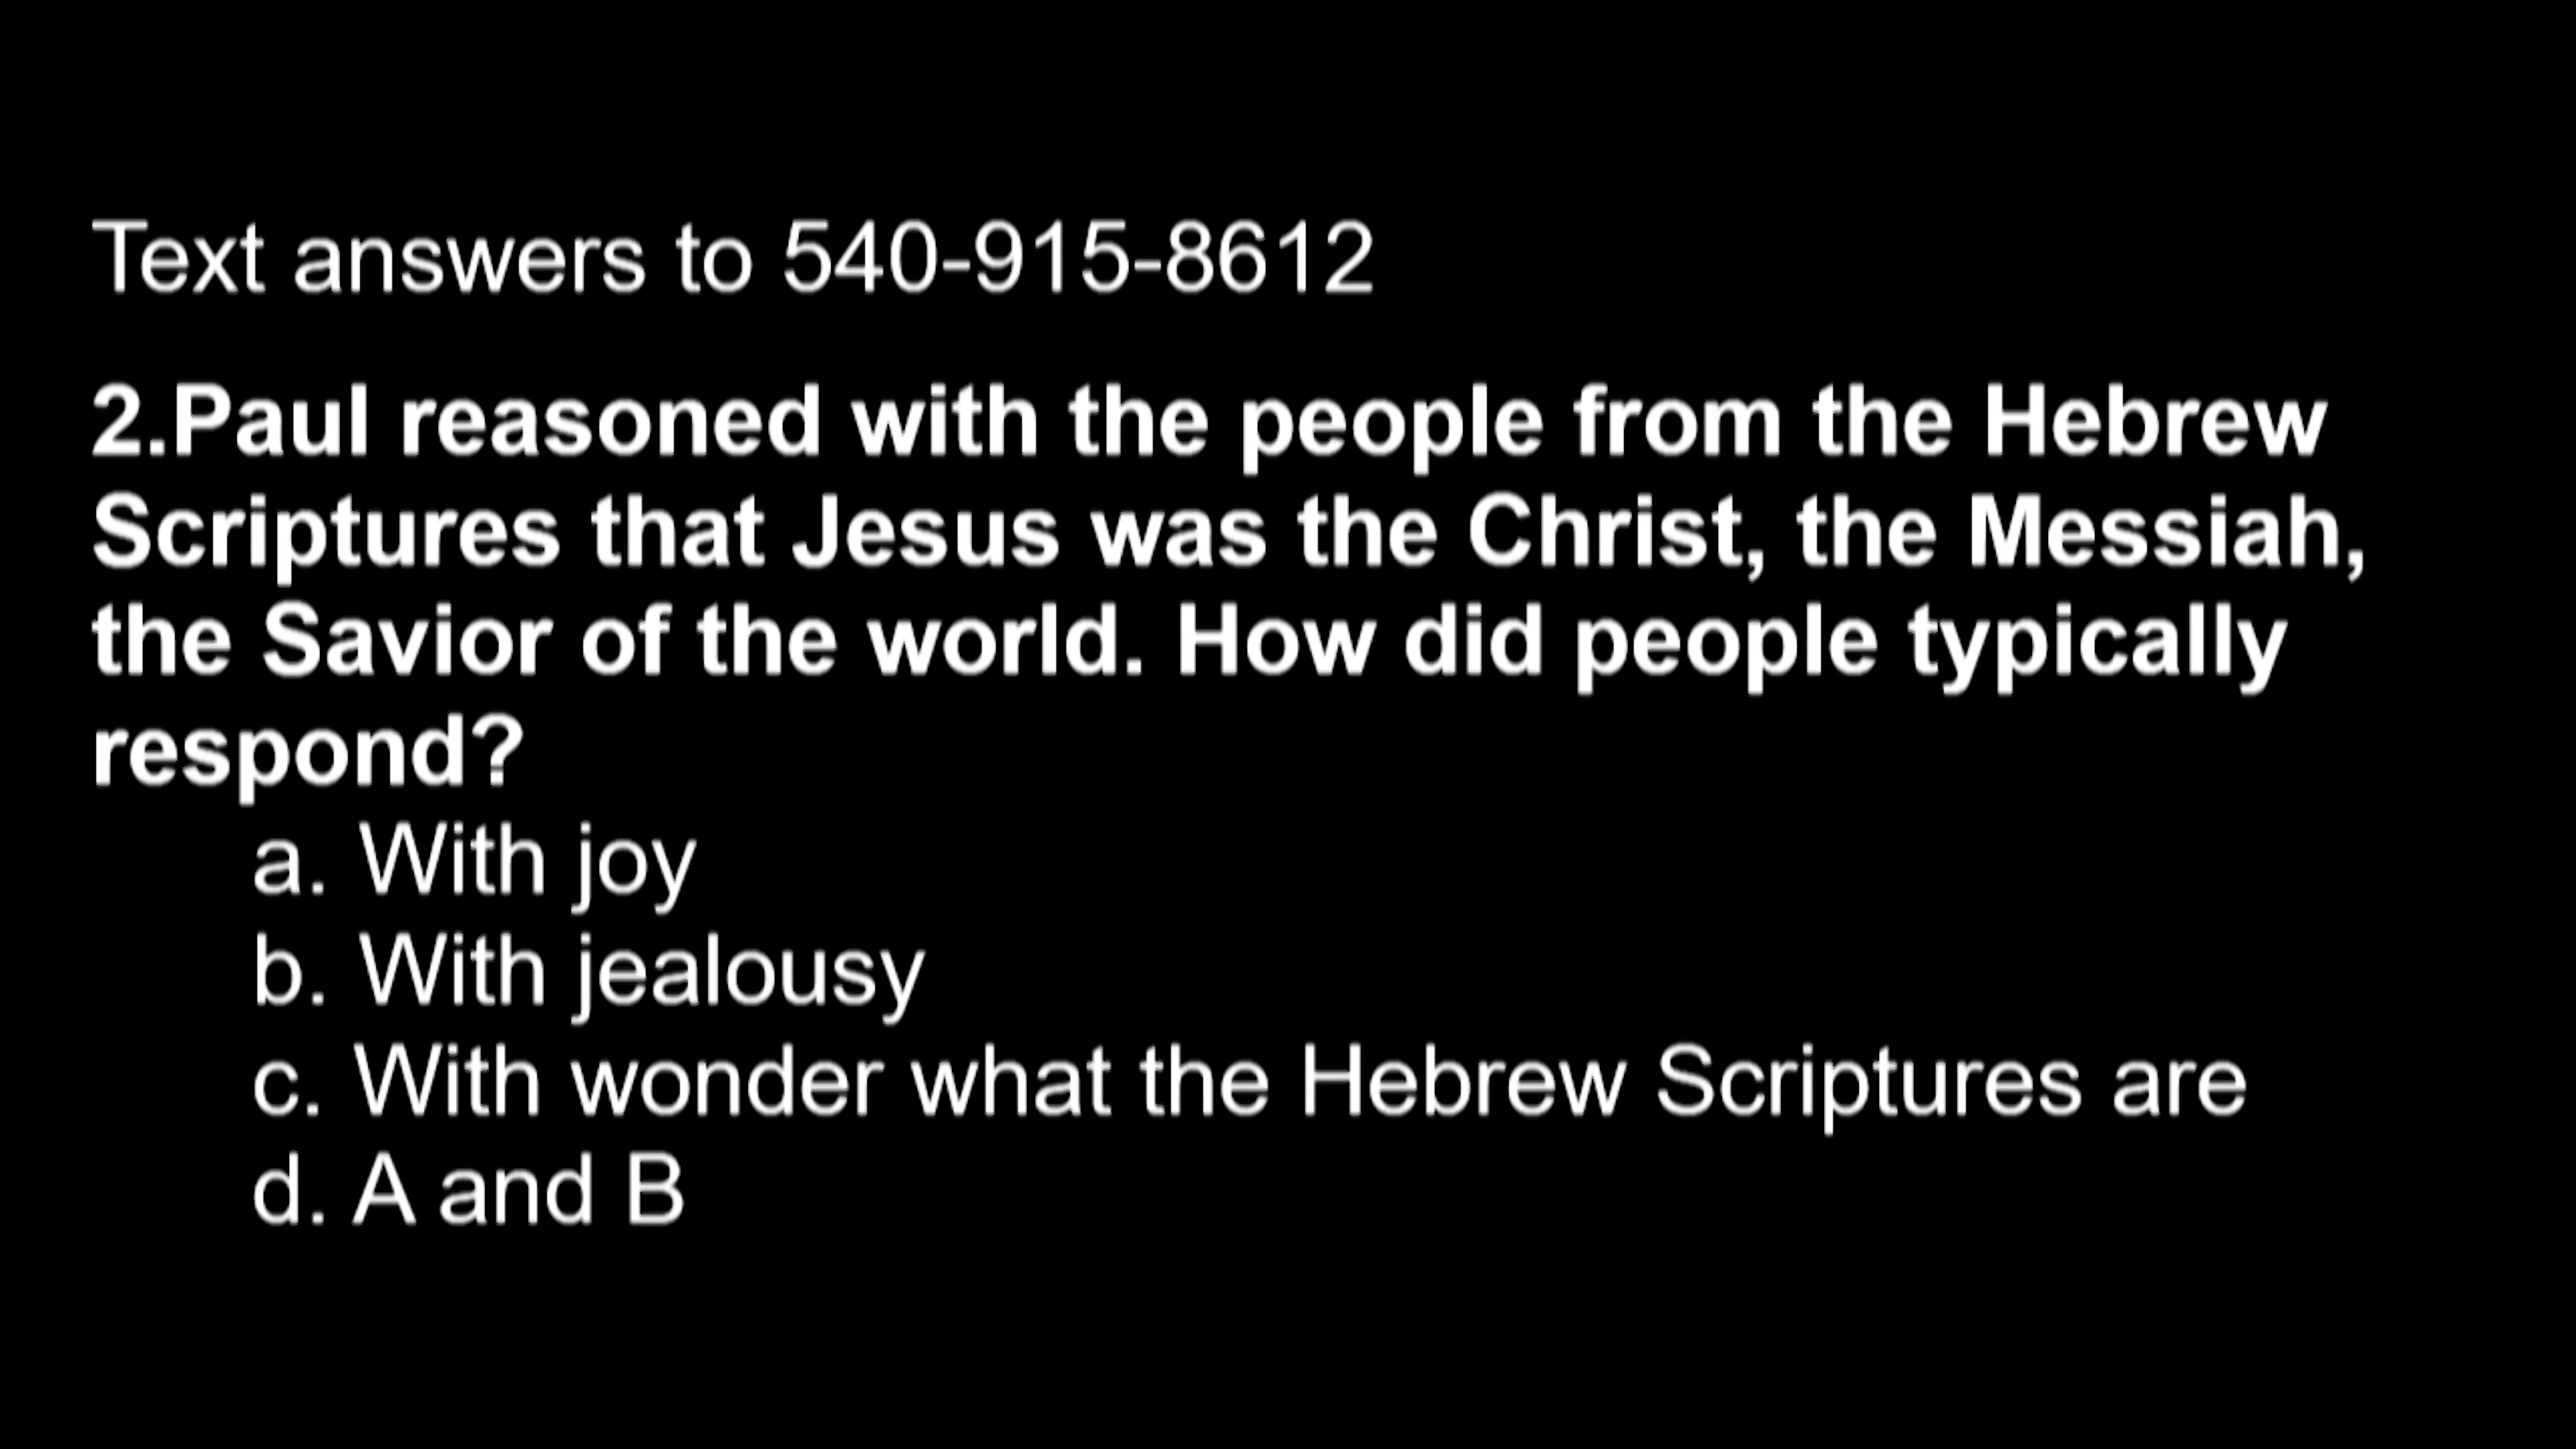 Text answers to 540-915-8612
2.Paul reasoned with the people from the Hebrew
Scriptures that Jesus was the Christ, the Messiah,
the Savior of the world. How did people typically
respond?
a. With joy
b. With jealousy
c. With wonder what the Hebrew Scriptures are
d. A and B